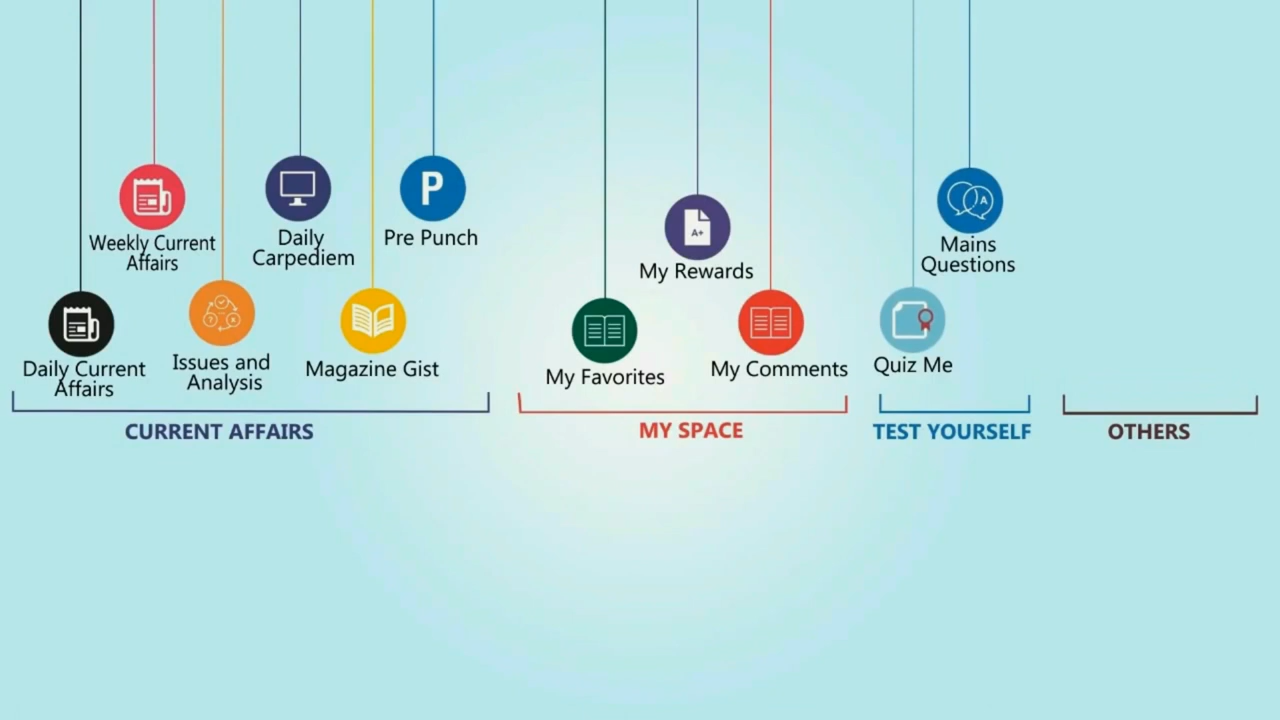 Weekly Current
Affairs
Daily
Carpediem
P
Pre Punch
Daily Current
Affairs
Issues and
Analysis
Magazine Gist
CURRENT AFFAIRS
A+
My Rewards
My Favorites
My Comments
MY SPACE
A
Mains
Questions
Quiz Me
TEST YOURSELF
OTHERS